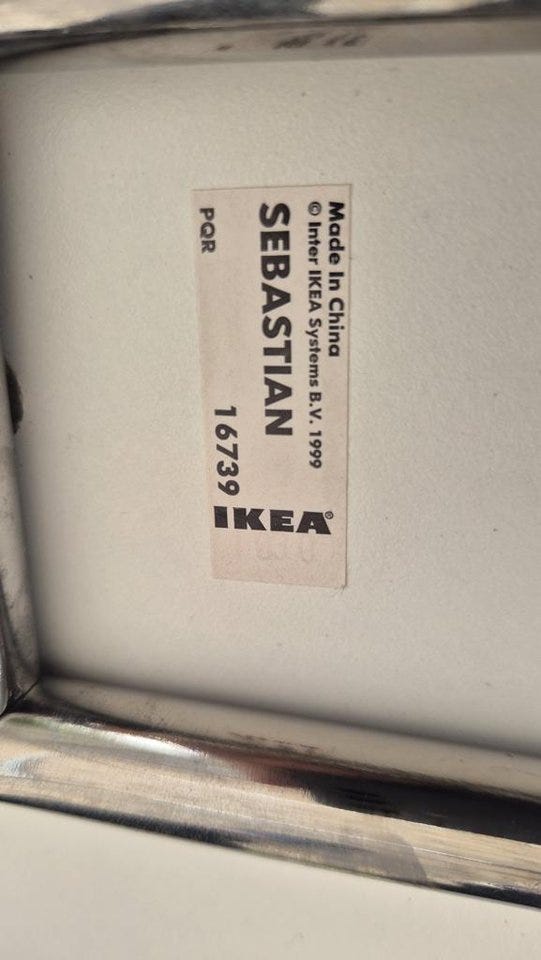 Made In China
© Inter IKEA Systems B.V. 1999
SEBASTIAN
16739
PQR
IKEA®